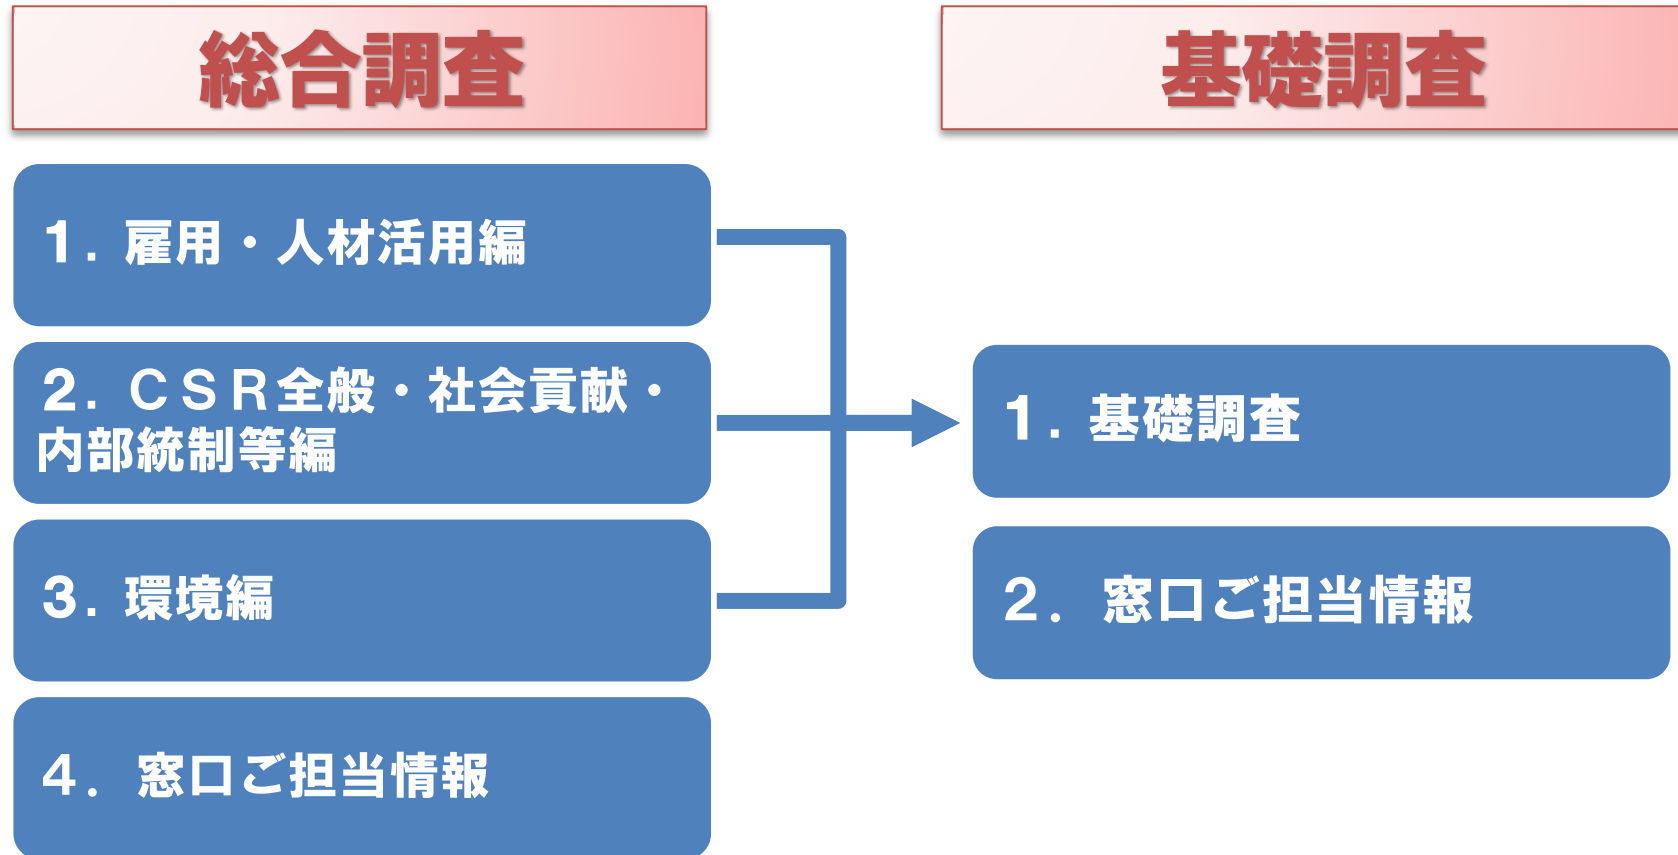 総合調査
１. 雇用・人材活用編
２. ＣＳＲ全般・社会貢献・
内部統制等編
３. 環境編
４. 窓口ご担当情報
基礎調査
１. 基礎調査
２. 窓口ご担当情報